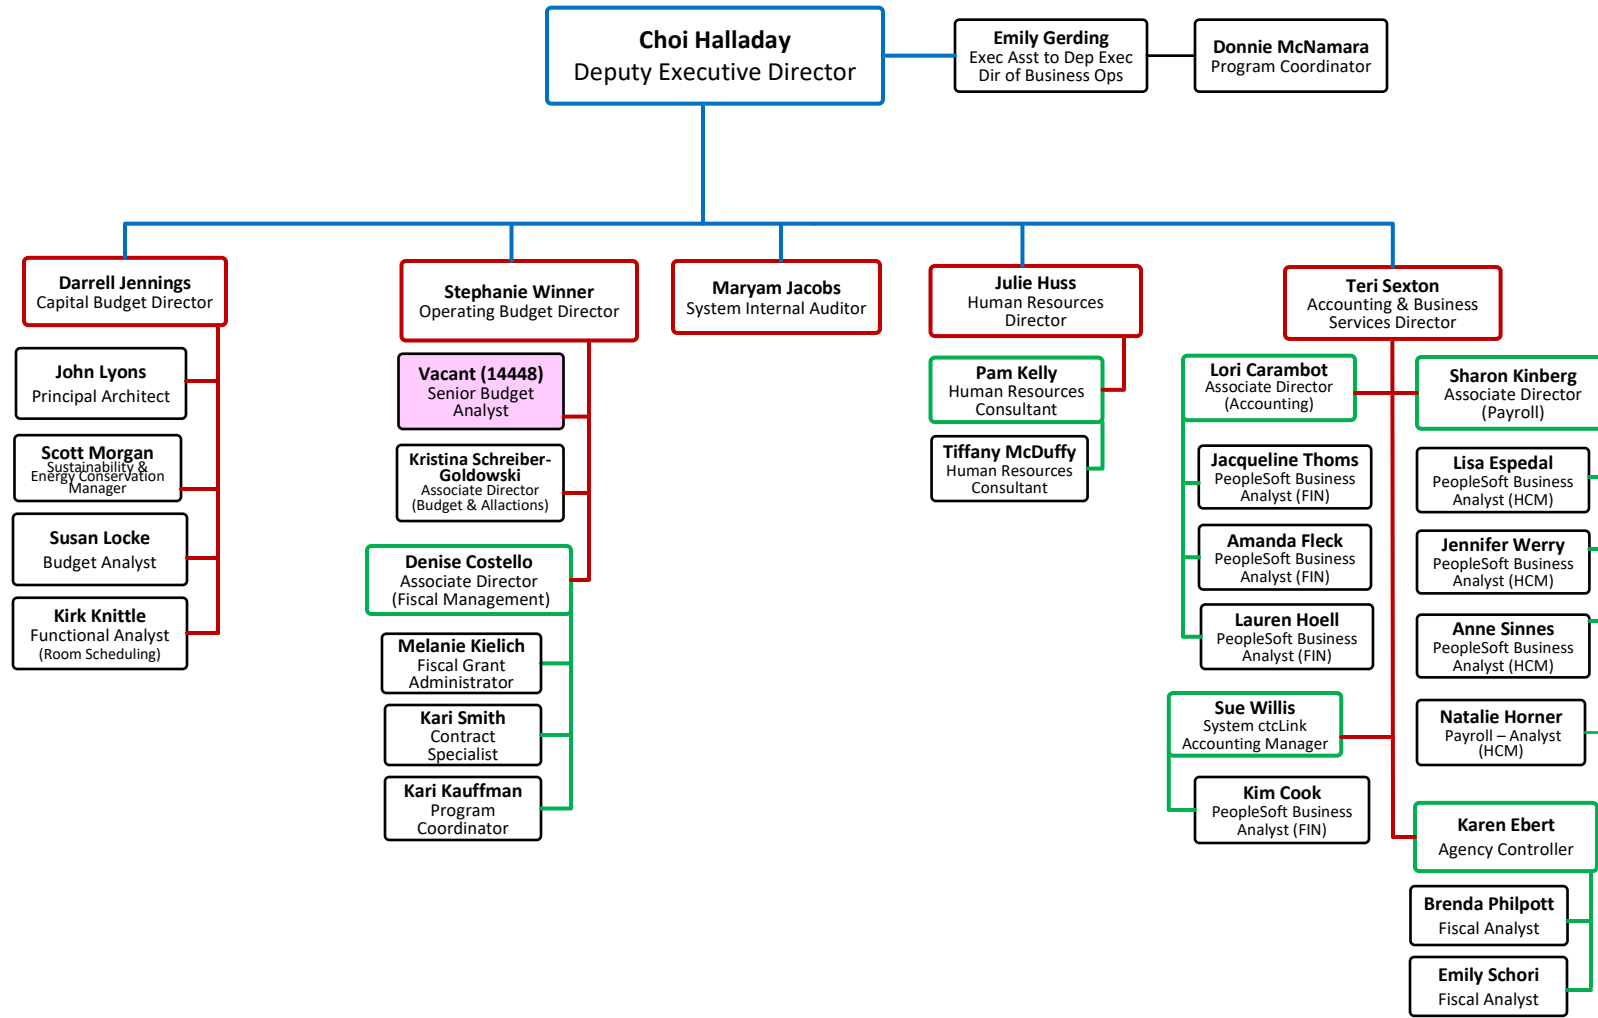 Choi Halladay
Deputy Executive Director
Emily Gerding
Exec Asst to Dep Exec
Dir of Business Ops
Donnie McNamara
Program Coordinator
Darrell Jennings
Capital Budget Director
John Lyons
Principal Architect
Scott Morgan
Sustainability &
Energy Conservation
Manager
Susan Locke
Budget Analyst
Kirk Knittle
Functional Analyst
(Room Scheduling)
Stephanie Winner
Operating Budget Director
Vacant (14448)
Senior Budget
Analyst
Kristina Schreiber-
Goldowski
Associate Director
(Budget & Allactions)
Denise Costello
Associate Director
(Fiscal Management)
Melanie Kielich
Fiscal Grant
Administrator
Kari Smith
Contract
Specialist
Kari Kauffman
Program
Coordinator
Maryam Jacobs
System Internal Auditor
Julie Huss
Human Resources
Director
Pam Kelly
Human Resources
Consultant
Tiffany McDuffy
Human Resources
Consultant
Teri Sexton
Accounting & Business
Services Director
Lori Carambot
Associate Director
(Accounting)
Jacqueline Thoms
PeopleSoft Business
Analyst (FIN)
Amanda Fleck
PeopleSoft Business
Analyst (FIN)
Lauren Hoell
PeopleSoft Business
Analyst (FIN)
Sue Willis
System ctcLink
Accounting Manager
Kim Cook
PeopleSoft Business
Analyst (FIN)
Sharon Kinberg
Associate Director
(Payroll)
Lisa Espedal
PeopleSoft Business
Analyst (HCM)
Jennifer Werry
PeopleSoft Business
Analyst (HCM)
Anne Sinnes
PeopleSoft Business
Analyst (HCM)
Natalie Horner
Payroll – Analyst
(HCM)
Karen Ebert
Agency Controller
Brenda Philpott
Fiscal Analyst
Emily Schori
Fiscal Analyst